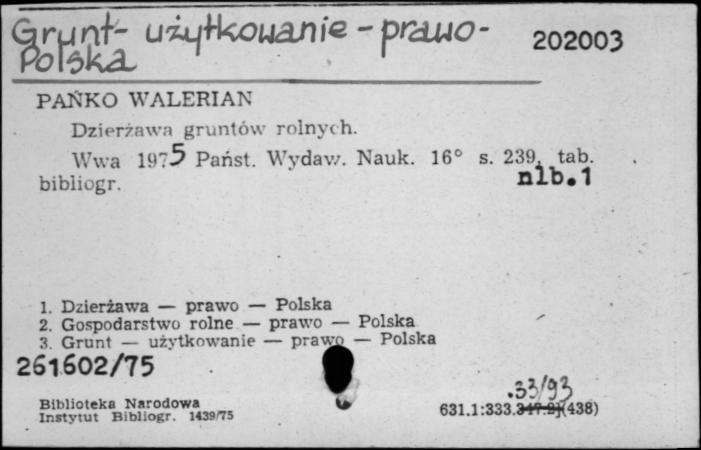 Grunt- użytkowanie - prawo- 202003
Polska
PAŃKO WALERIAN
Dzierżawa gruntów rolnych.
Wwa 1975 Państ. Wydaw. Nauk. 16° s. 239, tab.
bibliogr. nlb.1
1. Dzierżawa — prawo — Polska
2. Gospodarstwo rolne — prawo — Polska
3. Grunt — użytkowanie — prawo — Polska
261602/75
.33/93
Biblioteka Narodowa
Instytut Bibliogr. 1439/75
631.1:333.347.2](438)